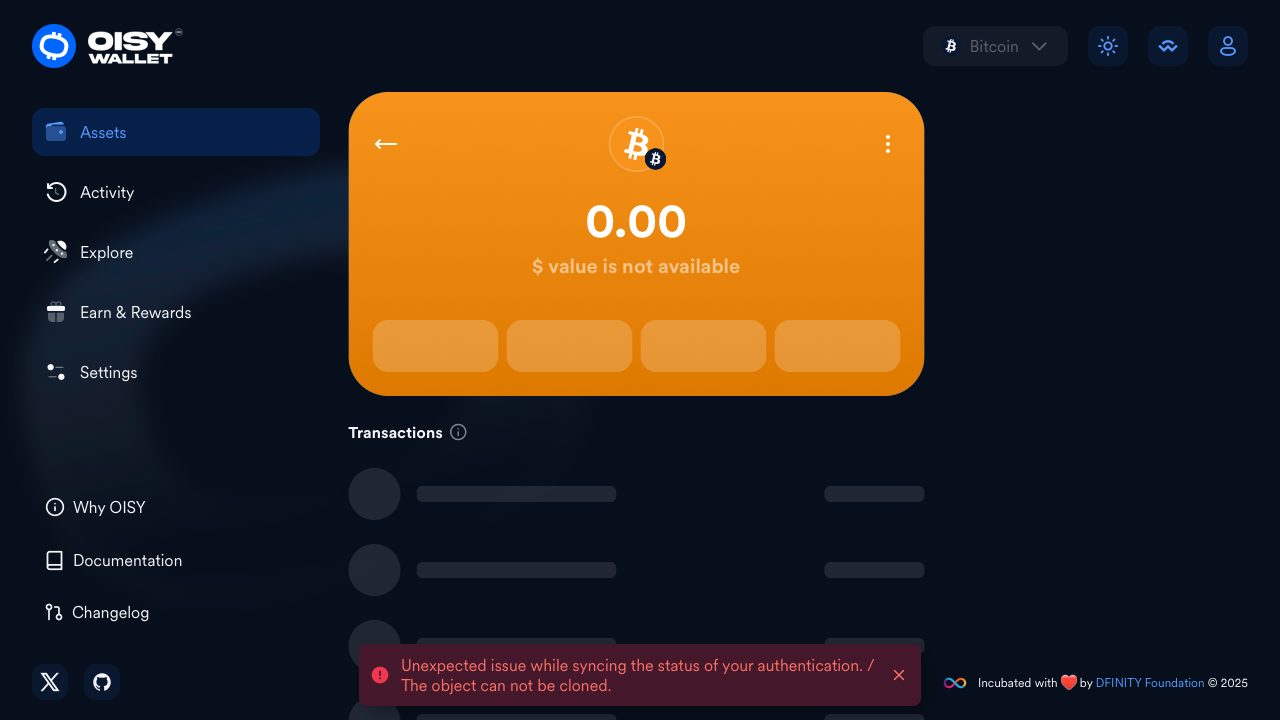 OISY
WALLET
Bitcoin
Assets
Activity
Explore
Earn & Rewards
Settings
0.00
$ value is not available
Transactions
Why OISY
Documentation
Changelog
Unexpected issue while syncing the status of your authentication. /
The object can not be cloned.
Incubated with ❤️ by DFINITY Foundation © 2025